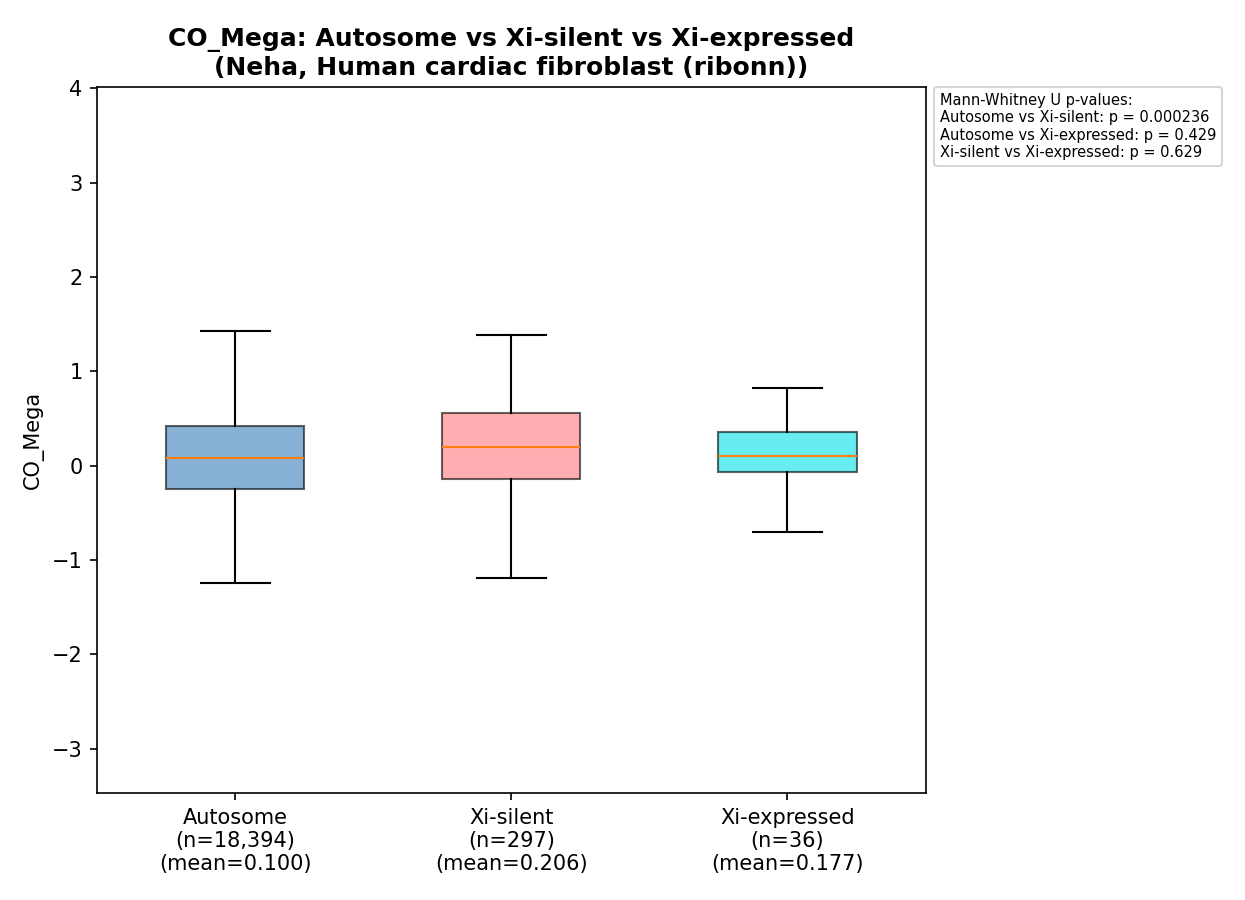 CO_Mega: Autosome vs Xi-silent vs Xi-expressed
(Neha, Human cardiac fibroblast (ribonn))
Mann-Whitney U p-values:
Autosome vs Xi-silent: p = 0.000236
Autosome vs Xi-expressed: p = 0.429
Xi-silent vs Xi-expressed: p = 0.629
CO_Mega
4
3
2
1
0
−1
−2
−3
Autosome
(n=18,394)
(mean=0.100)
Xi-silent
(n=297)
(mean=0.206)
Xi-expressed
(n=36)
(mean=0.177)